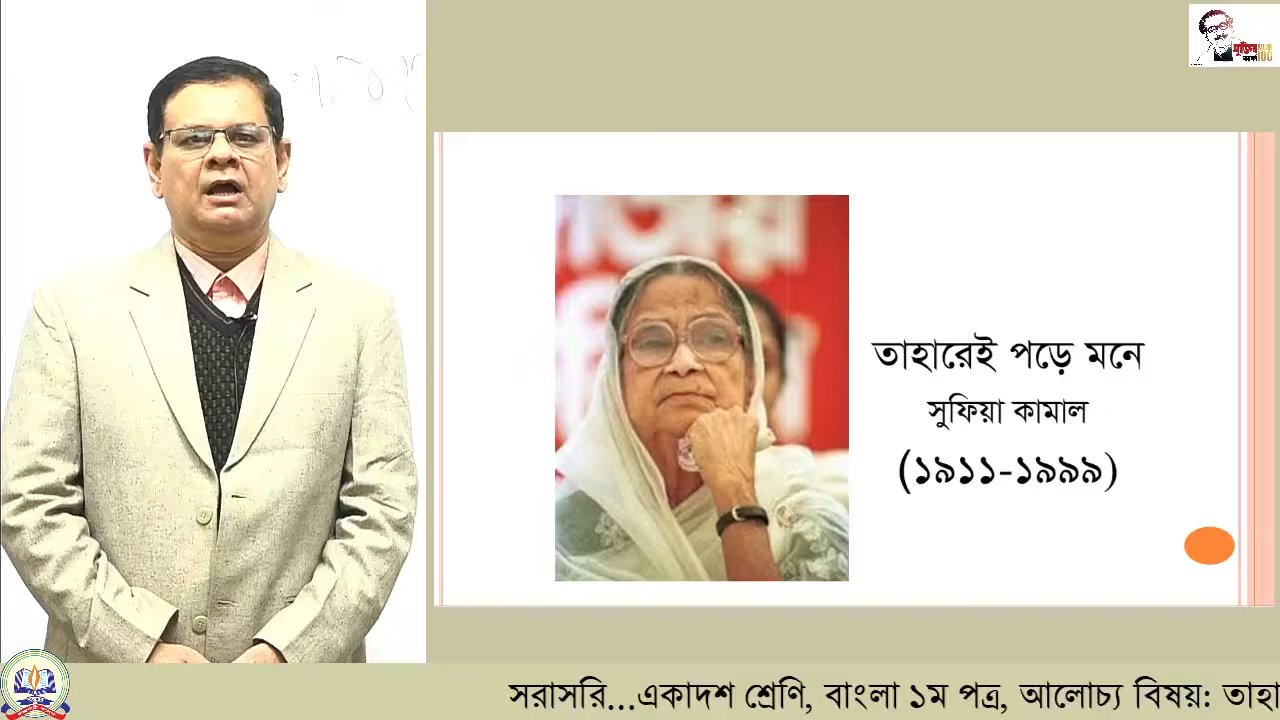 তাহারেই পড়ে মনে
সুফিয়া কামাল
(১৯১১-১৯৯৯)
সরাসরি...একাদশ শ্রেণি, বাংলা ১ম পত্র, আলোচ্য বিষয়: তাহা